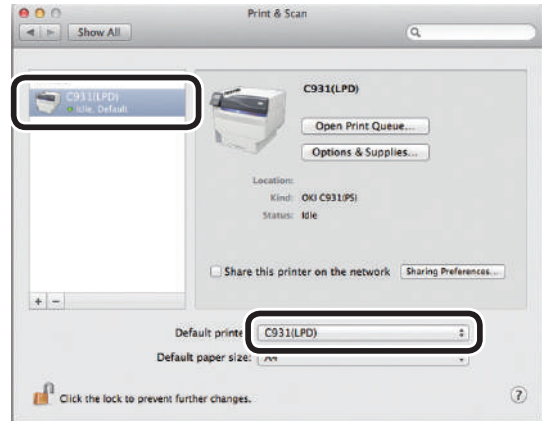 Print & Scan
Show All
C931(LPD)
Idle, Default
C931(LPD)
Open Print Queue...
Options & Supplies...
Location:
Kind: OKI C931(PS)
Status: Idle
Share this printer on the network
Sharing Preferences...
+ −
Default printer: C931(LPD)
Default paper size: A4
Click the lock to prevent further changes.
?